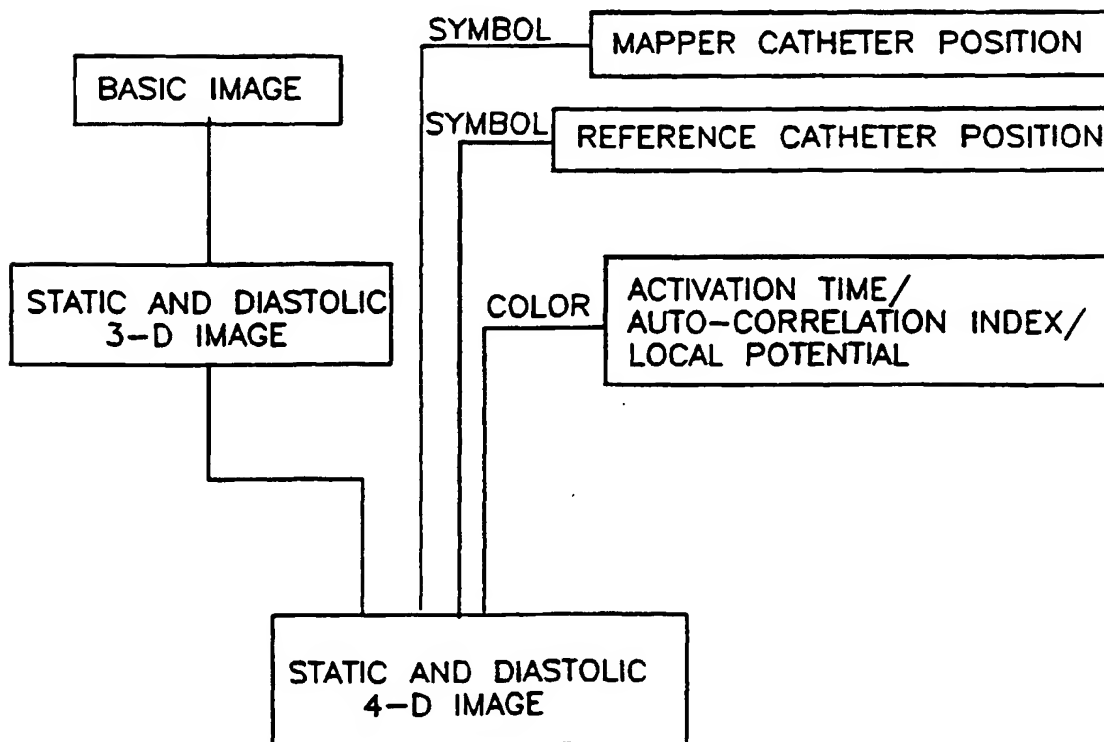 SYMBOL
MAPPER CATHETER POSITION
BASIC IMAGE
SYMBOL
REFERENCE CATHETER POSITION
STATIC AND DIASTOLIC
3-D IMAGE
COLOR
ACTIVATION TIME/
AUTO-CORRELATION INDEX/
LOCAL POTENTIAL
STATIC AND DIASTOLIC
4-D IMAGE